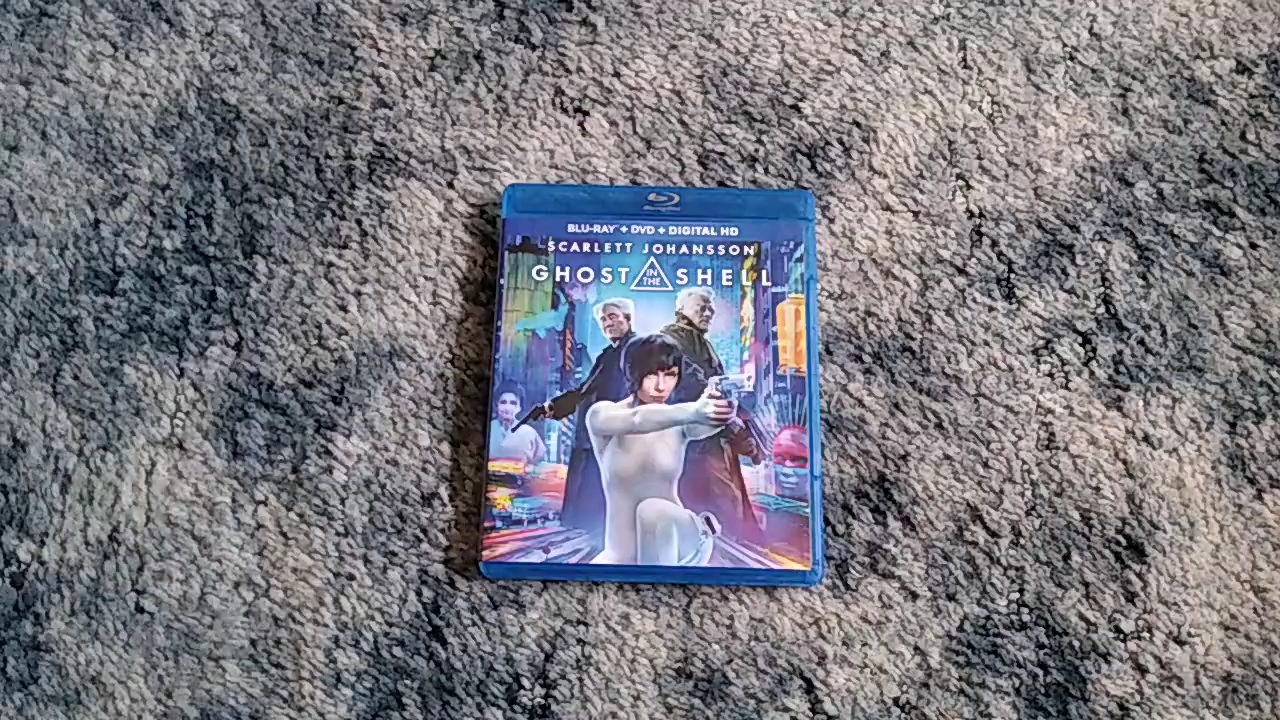 BLU-RAY + DVD + DIGITAL HD
SCARLETT JOHANSSON
GHOST IN THE SHELL